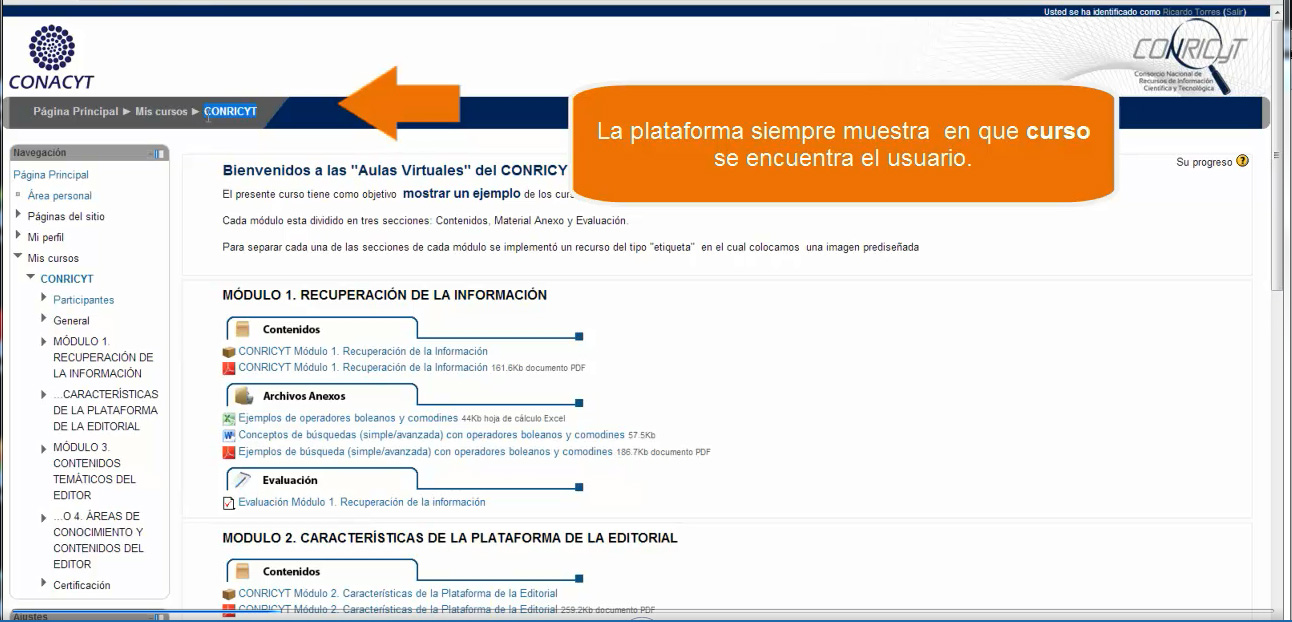 Usted se ha identificado como Ricardo Torres (Salir)
CONACYT
CONRICYT
Consorcio Nacional de
Recursos de Información
Científica y Tecnológica
Página Principal ► Mis cursos ► CONRICYT
La plataforma siempre muestra en que curso
se encuentra el usuario.
Navegación
Página Principal
Área personal
Páginas del sitio
Mi perfil
Mis cursos
CONRICYT
Participantes
General
MÓDULO 1.
RECUPERACIÓN DE
LA INFORMACIÓN
...CARACTERÍSTICAS
DE LA PLATAFORMA
DE LA EDITORIAL
MÓDULO 3.
CONTENIDOS
TEMÁTICOS DEL
EDITOR
...O 4. ÁREAS DE
CONOCIMIENTO Y
CONTENIDOS DEL
EDITOR
Certificación
Ajustes
Su progreso
Bienvenidos a las "Aulas Virtuales" del CONRICY
El presente curso tiene como objetivo mostrar un ejemplo de los
Cada módulo esta dividido en tres secciones: Contenidos, Material Anexo y Evaluación.
Para separar cada una de las secciones de cada módulo se implementó un recurso del tipo "etiqueta" en el cual colocamos una imagen prediseñada
MÓDULO 1. RECUPERACIÓN DE LA INFORMACIÓN
Contenidos
CONRICYT Módulo 1. Recuperación de la Información
CONRICYT Módulo 1. Recuperación de la Información 161.6Kb documento PDF
Archivos Anexos
Ejemplos de operadores boleanos y comodines 44Kb hoja de cálculo Excel
Conceptos de búsquedas (simple/avanzada) con operadores boleanos y comodines 57.5Kb
Ejemplos de búsqueda (simple/avanzada) con operadores boleanos y comodines 186.7Kb documento PDF
Evaluación
Evaluación Módulo 1. Recuperación de la información
MODULO 2. CARACTERÍSTICAS DE LA PLATAFORMA DE LA EDITORIAL
Contenidos
CONRICYT Módulo 2. Características de la Plataforma de la Editorial
CONRICYT Módulo 2. Características de la Plataforma de la Editorial 259.2Kb documento PDF